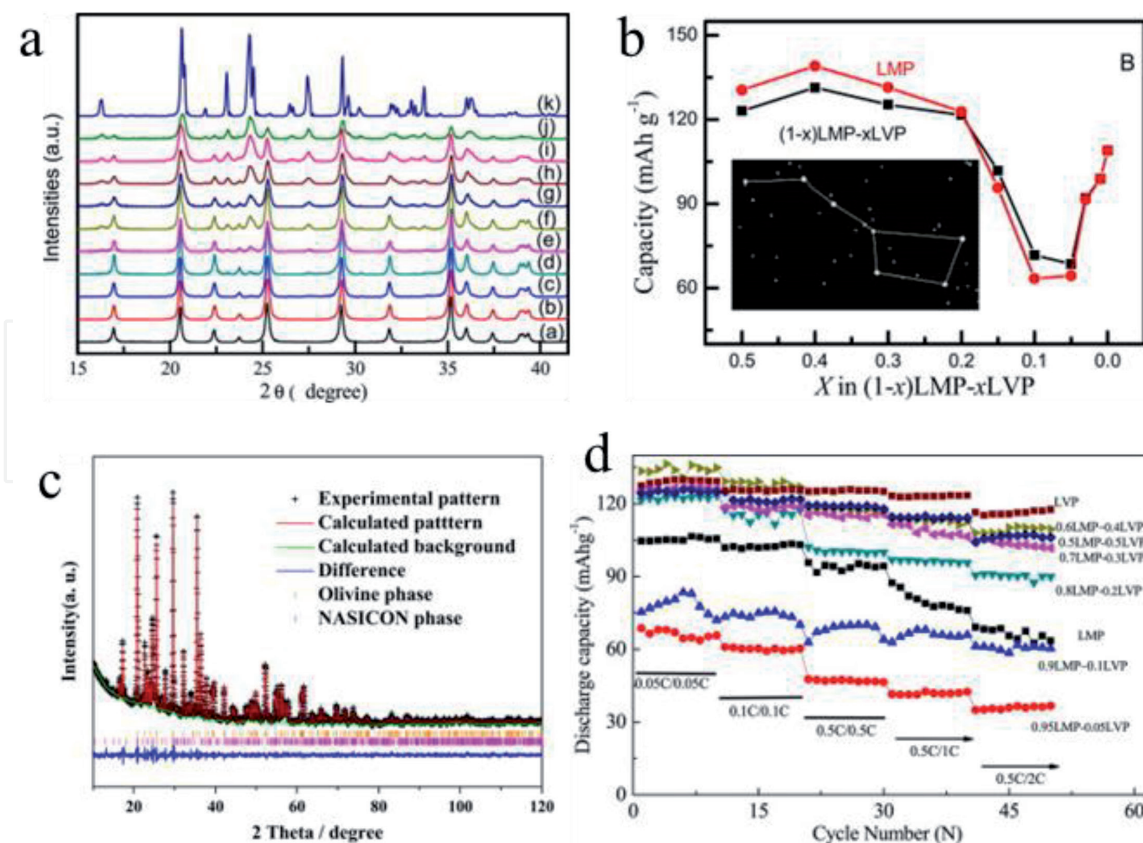 a
Intensities (a.u.)
(k)
(j)
(i)
(h)
(g)
(f)
(e)
(d)
(c)
(b)
(a)
15 20 25 30 35 40
2 θ ( degree)
b
B
Capacity (mAh g⁻¹)
150
120
90
60
LMP
(1-x)LMP-xLVP
0.5 0.4 0.3 0.2 0.1 0.0
X in (1-x)LMP-xLVP
c
Intensity(a. u.)
Experimental pattern
Calculated patttern
Calculated background
Difference
Olivine phase
NASICON phase
20 40 60 80 100 120
2 Theta / degree
d
Discharge capacity (mAhg⁻¹)
120
90
60
30
LVP
0.6LMP-0.4LVP
0.5LMP-0.5LVP
0.7LMP-0.3LVP
0.8LMP-0.2LVP
LMP
0.9LMP-0.1LVP
0.95LMP-0.05LVP
0.05C/0.05C
0.1C/0.1C
0.5C/0.5C
0.5C/1C
0.5C/2C
0 15 30 45 60
Cycle Number (N)